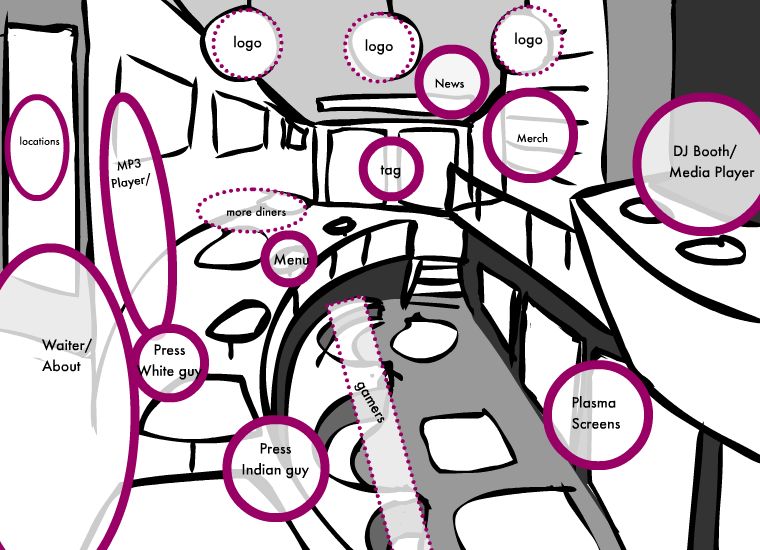 logo
logo
logo
News
locations
MP3
Player/
Merch
DJ Booth/
Media Player
tag
more diners
Menu
Waiter/
About
Press
White guy
gamers
Plasma
Screens
Press
Indian guy